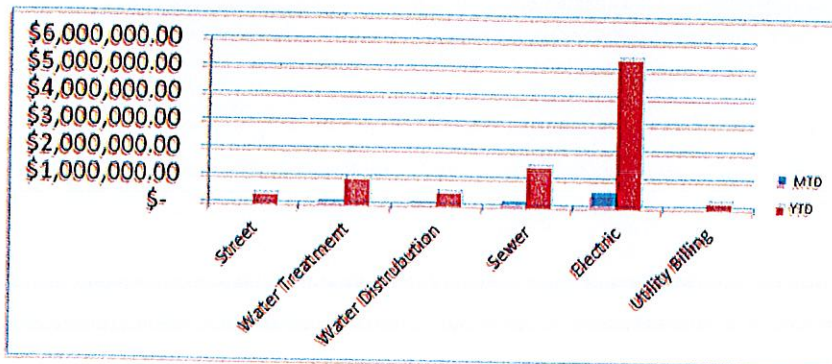 $6,000,000.00
$5,000,000.00
$4,000,000.00
$3,000,000.00
$2,000,000.00
$1,000,000.00
$-
Street
Water Treatment
Water Distrubution
Sewer
Electric
Utility Billing
MTD
YTD